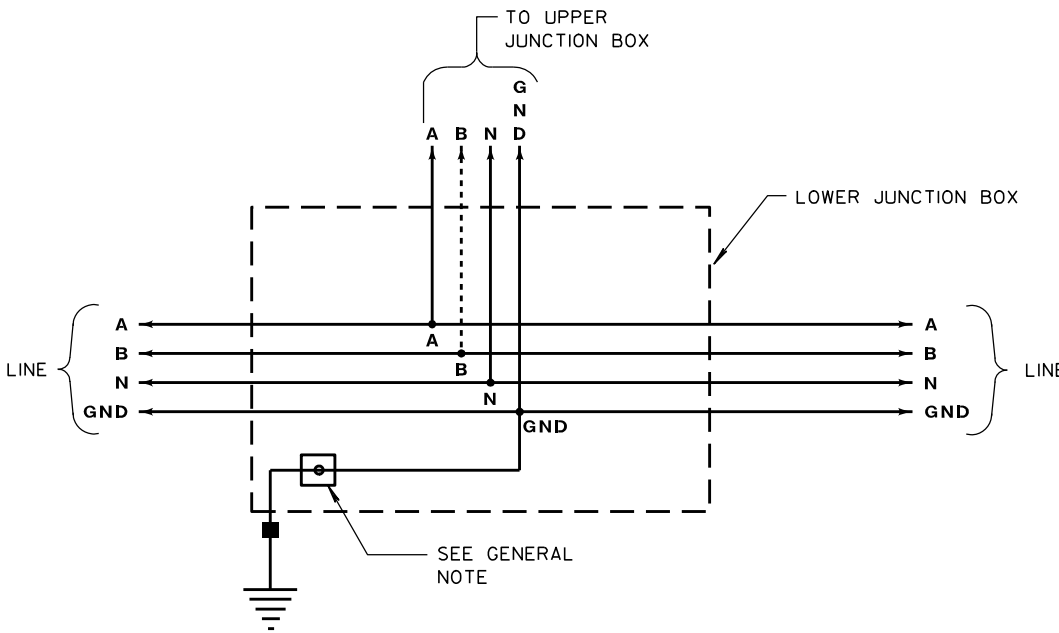 TO UPPER
JUNCTION BOX
G
N
A B N D
LOWER JUNCTION BOX
A A
A
B B
B
LINE LINE
N N
N
GND GND
GND
SEE GENERAL
NOTE